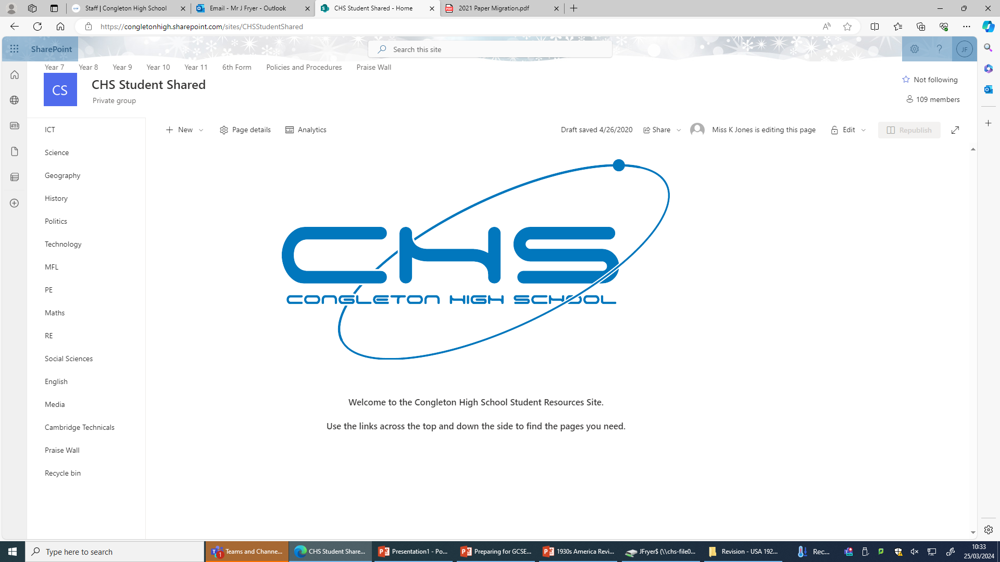 Staff | Congleton High School
Email - Mr J Fryer - Outlook
CHS Student Shared - Home
2021 Paper Migration.pdf
https://congletonhigh.sharepoint.com/sites/CHSStudentShared
SharePoint
Search this site
JF
Year 7 Year 8 Year 9 Year 10 Year 11 6th Form Policies and Procedures Praise Wall
CS
CHS Student Shared
Private group
Not following
109 members
New Page details Analytics
Draft saved 4/26/2020 Share Miss K Jones is editing this page Edit Republish
ICT
Science
Geography
History
Politics
Technology
MFL
PE
Maths
RE
Social Sciences
English
Media
Cambridge Technicals
Praise Wall
Recycle bin
CHS
CONGLETON HIGH SCHOOL
Welcome to the Congleton High School Student Resources Site.
Use the links across the top and down the side to find the pages you need.
Type here to search
1
Teams and Channe...
CHS Student Share...
Presentation1 - Po...
Preparing for GCSE...
1930s America Revi...
JFryer$ (\\chs-file0...
Revision - USA 192...
Rec...
10:33
25/03/2024